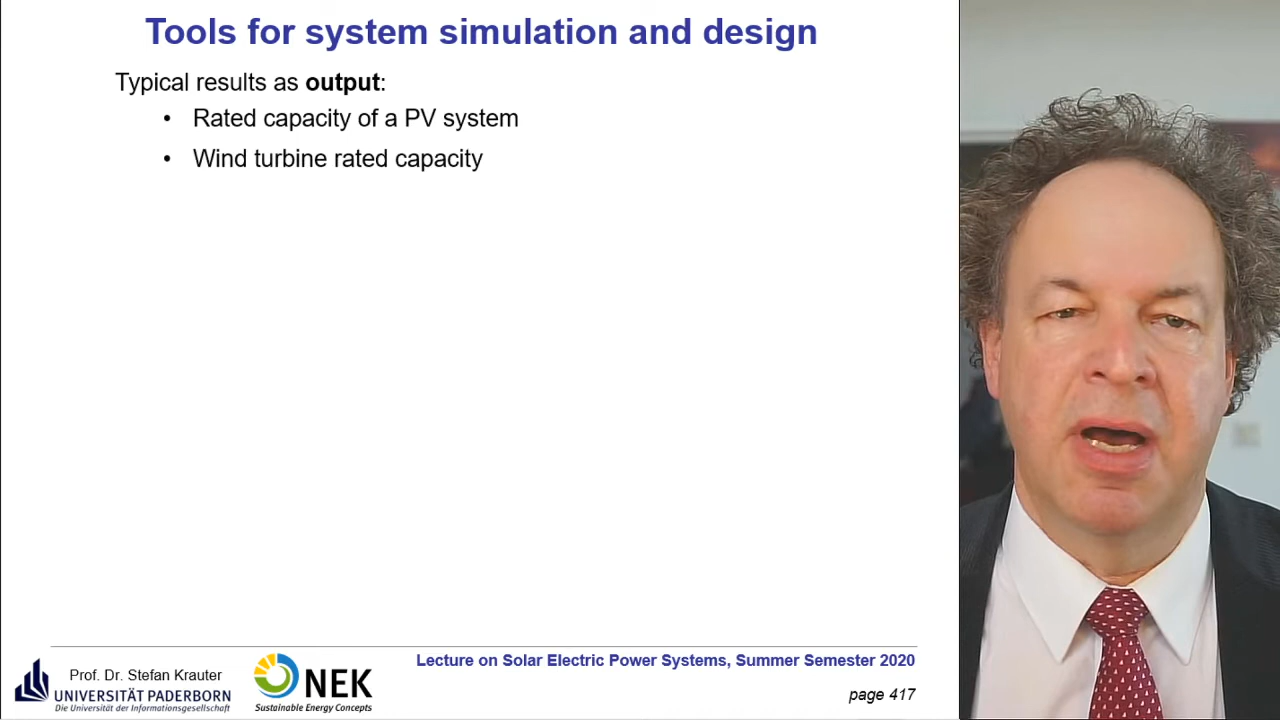 Tools for system simulation and design
Typical results as output:
• Rated capacity of a PV system
• Wind turbine rated capacity
Lecture on Solar Electric Power Systems, Summer Semester 2020
Prof. Dr. Stefan Krauter
UNIVERSITÄT PADERBORN
Die Universität der Informationsgesellschaft
NEK
Sustainable Energy Concepts
page 417